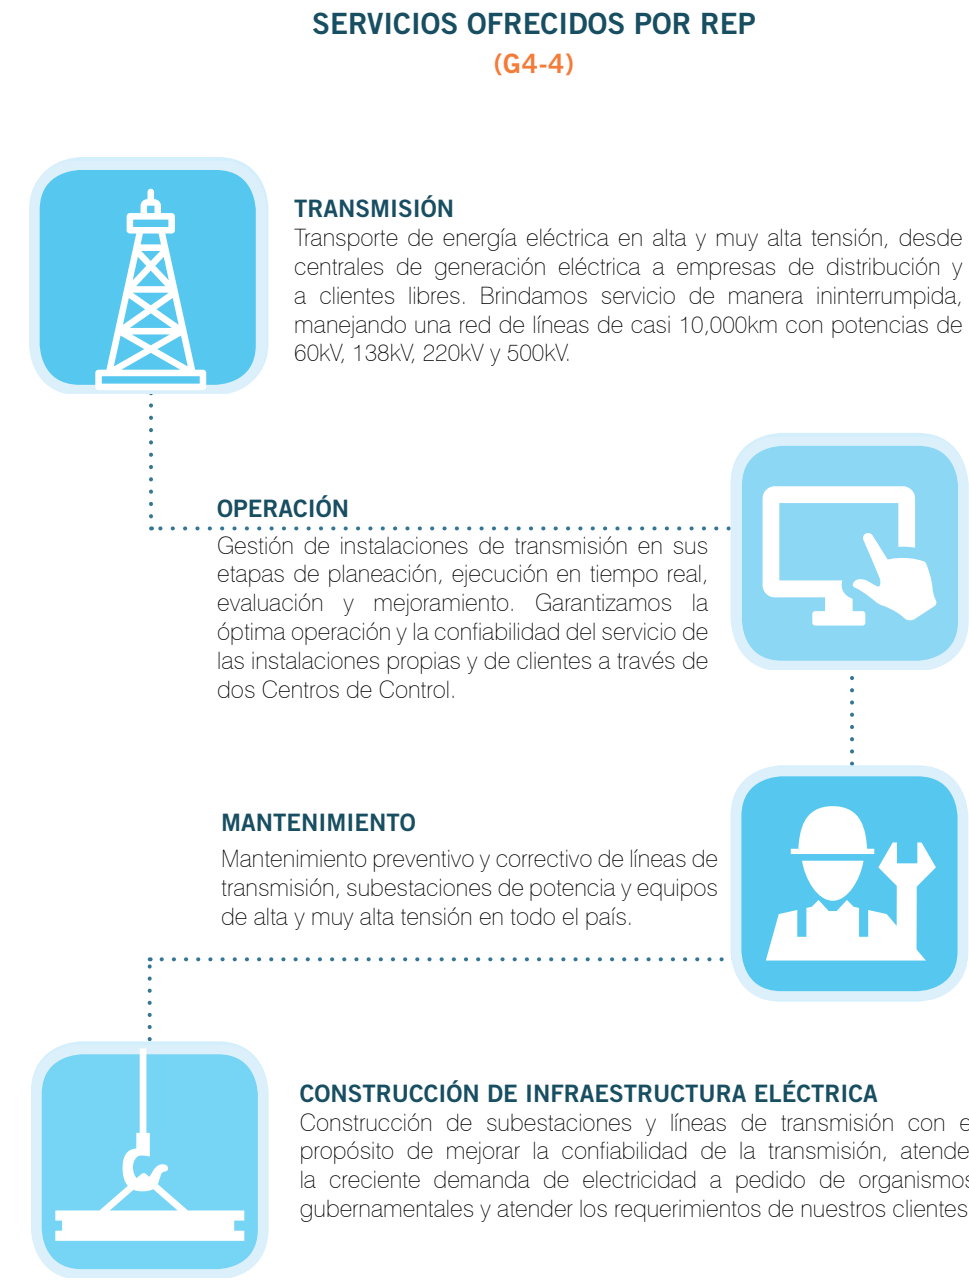 SERVICIOS OFRECIDOS POR REP
(G4-4)
TRANSMISIÓN
Transporte de energía eléctrica en alta y muy alta tensión, desde
centrales de generación eléctrica a empresas de distribución y
a clientes libres. Brindamos servicio de manera ininterrumpida,
manejando una red de líneas de casi 10,000km con potencias de
60kV, 138kV, 220kV y 500kV.
OPERACIÓN
Gestión de instalaciones de transmisión en sus
etapas de planeación, ejecución en tiempo real,
evaluación y mejoramiento. Garantizamos la
óptima operación y la confiabilidad del servicio de
las instalaciones propias y de clientes a través de
dos Centros de Control.
MANTENIMIENTO
Mantenimiento preventivo y correctivo de líneas de
transmisión, subestaciones de potencia y equipos
de alta y muy alta tensión en todo el país.
CONSTRUCCIÓN DE INFRAESTRUCTURA ELÉCTRICA
Construcción de subestaciones y líneas de transmisión con e
propósito de mejorar la confiabilidad de la transmisión, atende
la creciente demanda de electricidad a pedido de organismos
gubernamentales y atender los requerimientos de nuestros clientes